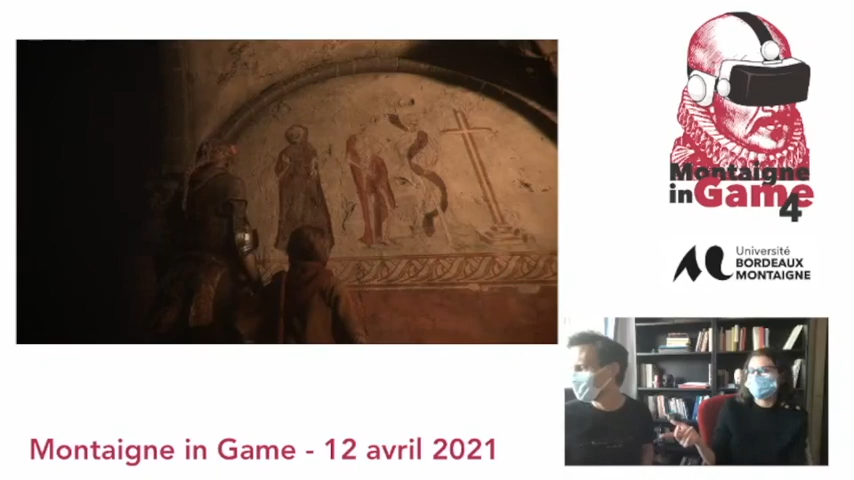 Montaigne
in Game
4
Université
BORDEAUX
MONTAIGNE
Montaigne in Game - 12 avril 2021